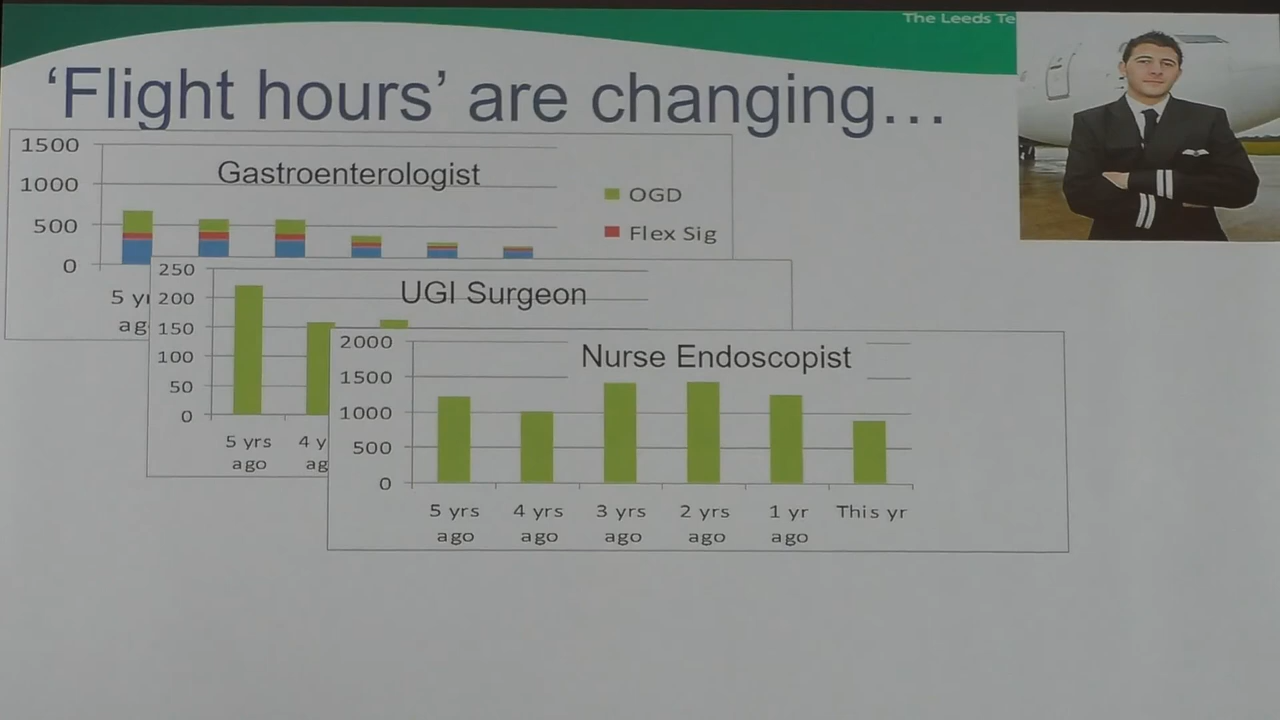 The Leeds Te
‘Flight hours’ are changing…
1500
1000
500
0
Gastroenterologist
OGD
Flex Sig
5 y
ag
250
200
150
100
50
0
UGI Surgeon
5 yrs ago
4 y
ag
2000
1500
1000
500
0
Nurse Endoscopist
5 yrs ago
4 yrs ago
3 yrs ago
2 yrs ago
1 yr ago
This yr